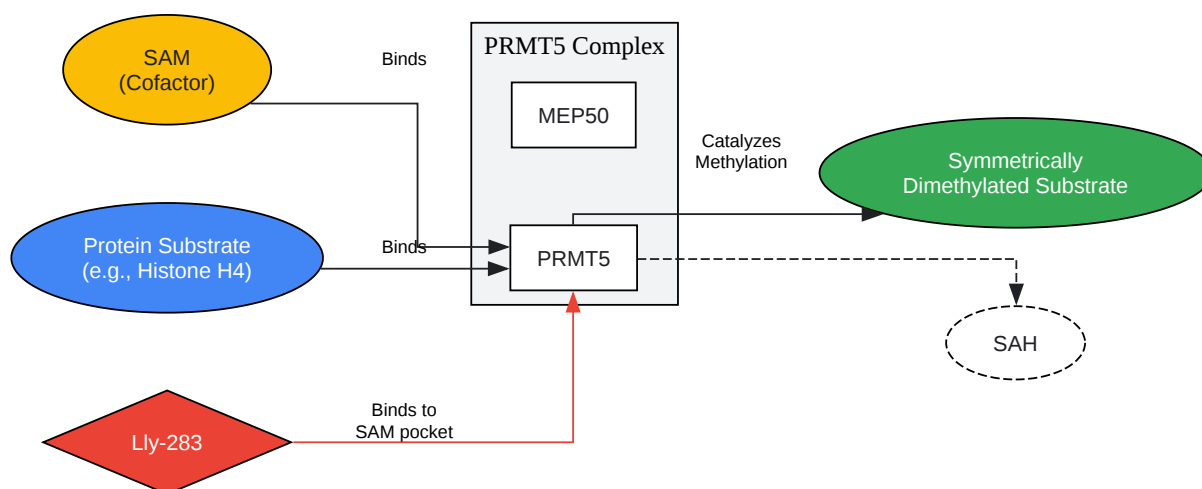 SAM
(Cofactor)
Binds
PRMT5 Complex
MEP50
Catalyzes
Methylation
Symmetrically
Dimethylated Substrate
Protein Substrate
(e.g., Histone H4)
Binds
PRMT5
SAH
Lly-283
Binds to
SAM pocket